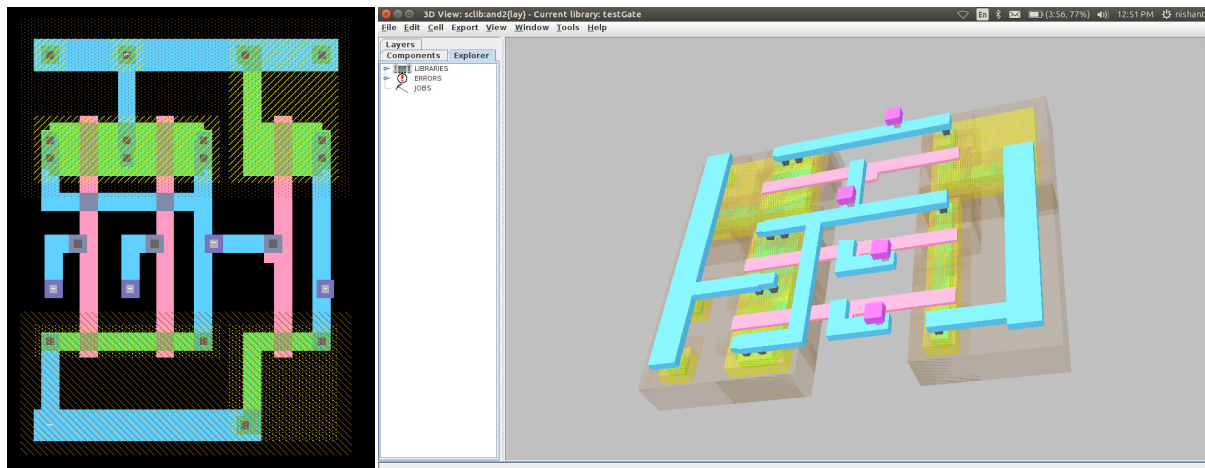 3D View: sclib:and2{lay} - Current library: testGate
En (3:56, 77%) 12:51 PM nishant
File Edit Cell Export View Window Tools Help
Layers
Components Explorer
LIBRARIES
ERRORS
JOBS